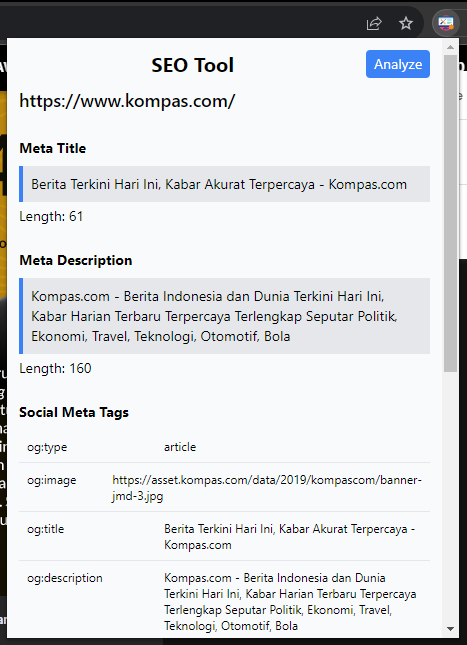 SEO Tool
Analyze
https://www.kompas.com/
Meta Title
Berita Terkini Hari Ini, Kabar Akurat Terpercaya - Kompas.com
Length: 61
Meta Description
Kompas.com - Berita Indonesia dan Dunia Terkini Hari Ini,
Kabar Harian Terbaru Terpercaya Terlengkap Seputar Politik,
Ekonomi, Travel, Teknologi, Otomotif, Bola
Length: 160
Social Meta Tags
og:type article
og:image https://asset.kompas.com/data/2019/kompascom/banner-
jmd-3.jpg
og:title Berita Terkini Hari Ini, Kabar Akurat Terpercaya -
Kompas.com
og:description Kompas.com - Berita Indonesia dan Dunia
Terkini Hari Ini, Kabar Harian Terbaru Terpercaya
Terlengkap Seputar Politik, Ekonomi, Travel,
Teknologi, Otomotif, Bola